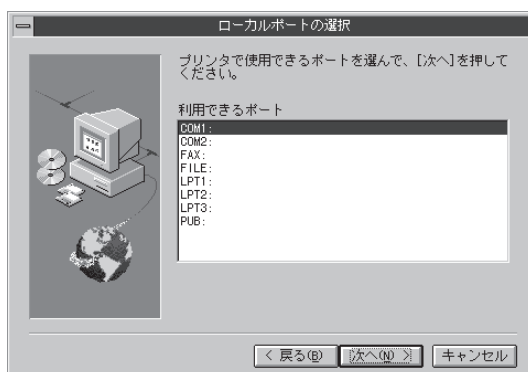 ローカルポートの選択
プリンタで使用できるポートを選んで、[次へ]を押して
ください。
利用できるポート
COM1:
COM2:
FAX:
FILE:
LPT1:
LPT2:
LPT3:
PUB:
< 戻る(B)
次へ(N) >
キャンセル